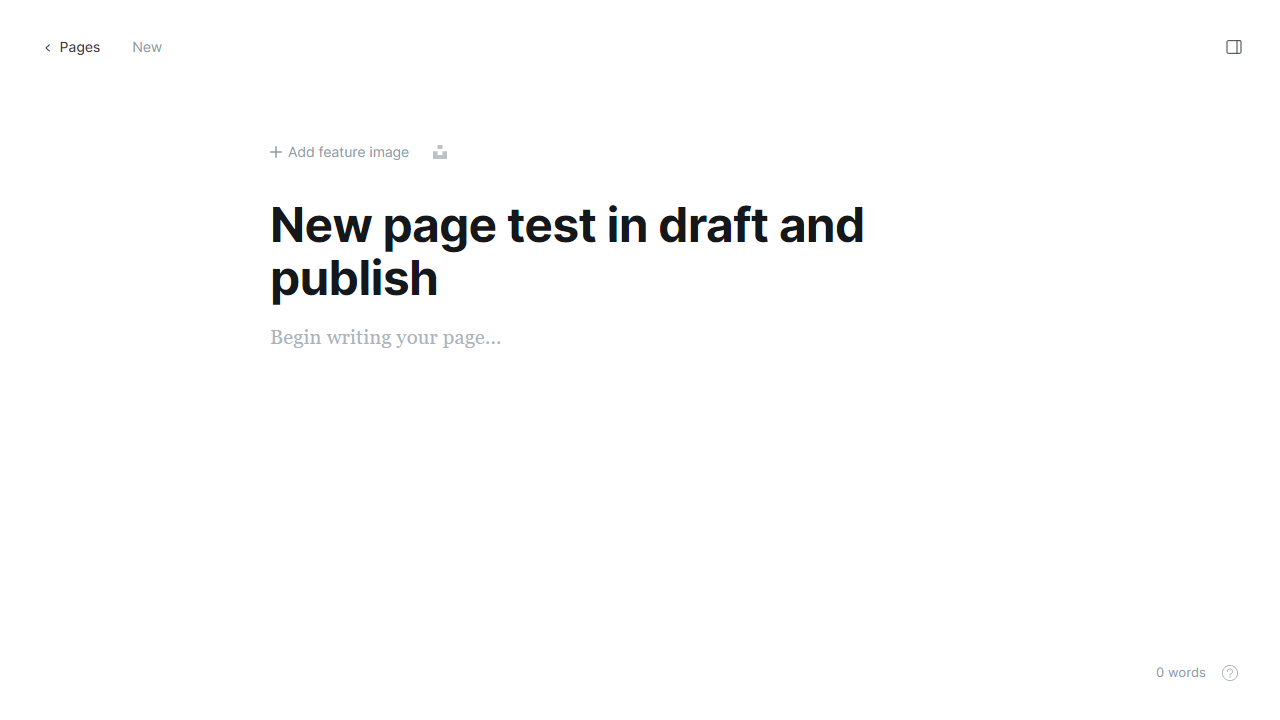 Pages
New
Add feature image
New page test in draft and
publish
Begin writing your page...
0 words
?